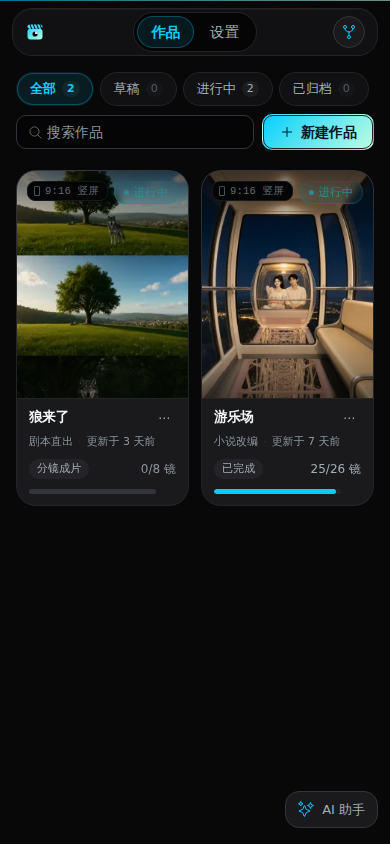 作品 设置
全部 2 草稿 0 进行中 2 已归档 0
搜索作品 新建作品
9:16 竖屏 进行中
9:16 竖屏 进行中
狼来了 ...
剧本直出 · 更新于 3 天前
分镜成片 0/8 镜
游乐场 ...
小说改编 · 更新于 7 天前
已完成 25/26 镜
AI 助手